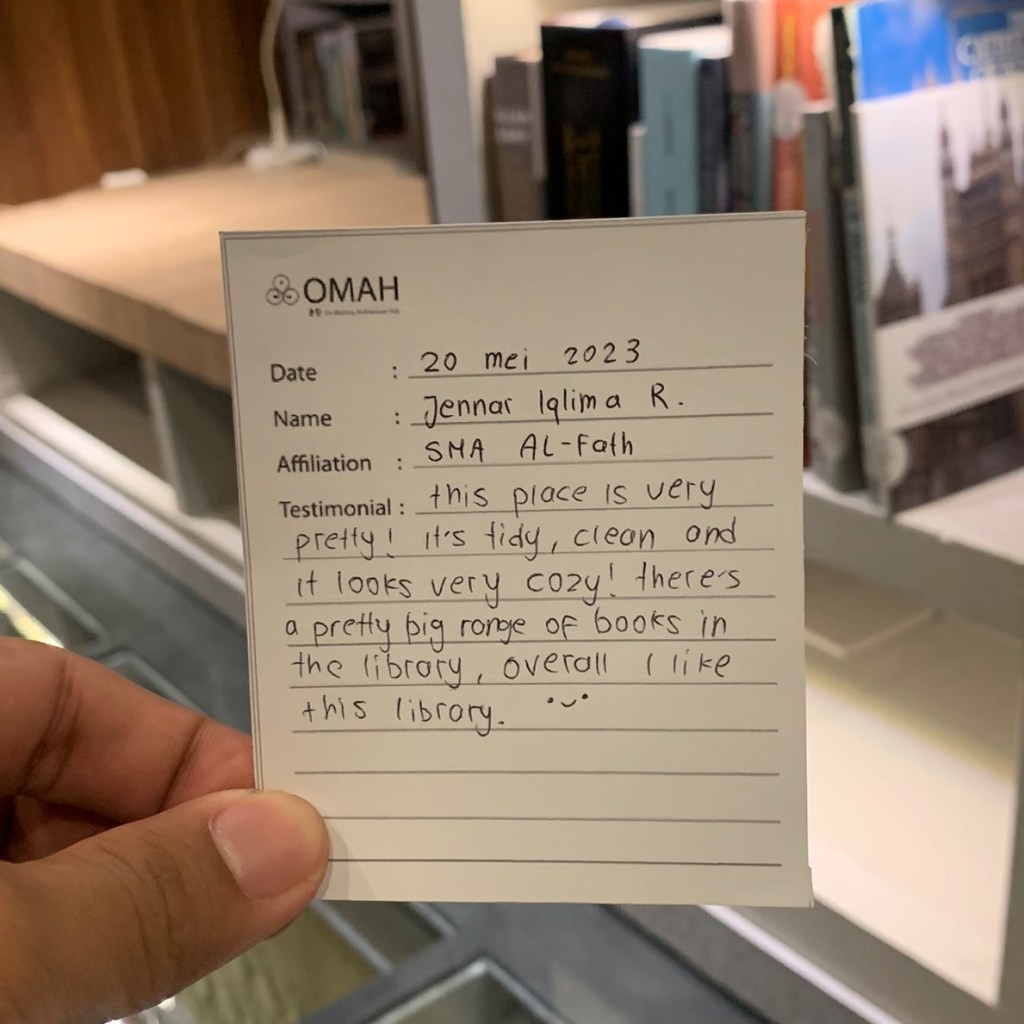 OMAH
Date : 20 mei 2023
Name : Jennar Iqlima R.
Affiliation : SMA AL-Fath
Testimonial : this place is very
pretty! it's tidy, clean and
it looks very cozy! there's
a pretty big range of books in
the library, overall I like
this library.